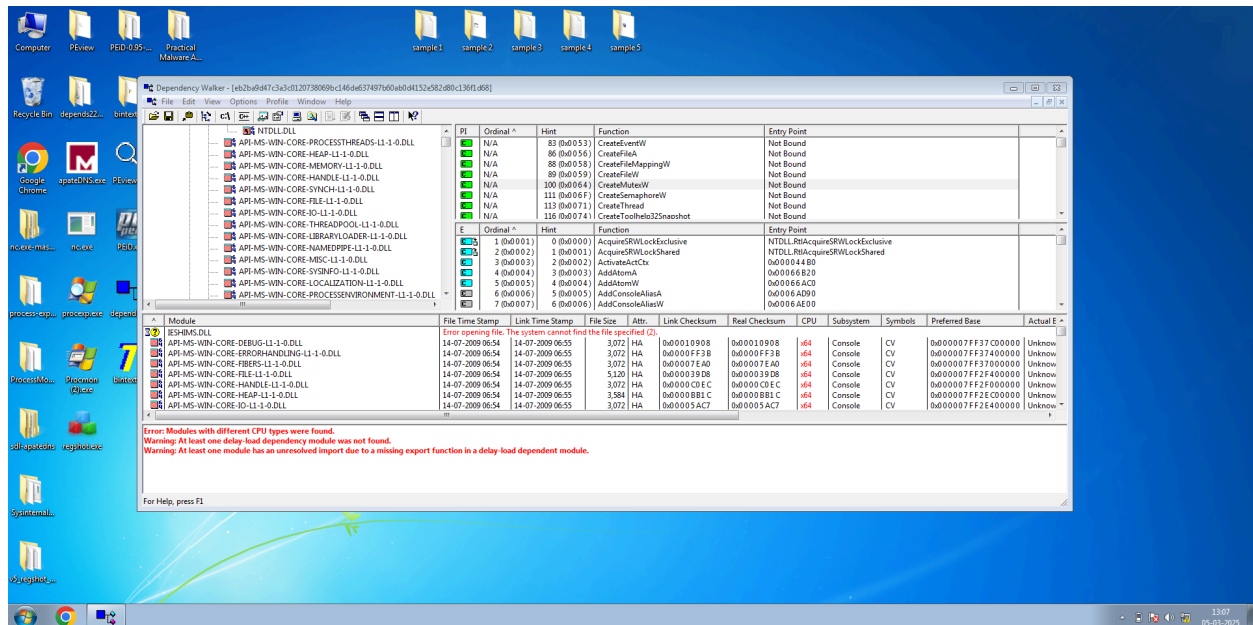 Computer
PEview
PEiD-0.95-...
Practical
Malware A...
sample 1
sample 2
sample 3
sample 4
sample 5
Recycle Bin
depends22...
bintext
Google
Chrome
apateDNS.exe
PEview
nc.exe-mas...
nc.exe
PEiD.
process-exp...
procexp.exe
depend
ProcessMo...
Procmon
(2).exe
bintext
sdl-apatedns
regshot.exe
Sysinternal...
v5_regshot_...
Dependency Walker - [eb2ba9d47c3a3c0120738069bc146de637497b60ab0d4152e582d80c136f1d68]
File Edit View Options Profile Window Help
NTDLL.DLL
API-MS-WIN-CORE-PROCESSTHREADS-L1-1-0.DLL
API-MS-WIN-CORE-HEAP-L1-1-0.DLL
API-MS-WIN-CORE-MEMORY-L1-1-0.DLL
API-MS-WIN-CORE-HANDLE-L1-1-0.DLL
API-MS-WIN-CORE-SYNCH-L1-1-0.DLL
API-MS-WIN-CORE-FILE-L1-1-0.DLL
API-MS-WIN-CORE-IO-L1-1-0.DLL
API-MS-WIN-CORE-THREADPOOL-L1-1-0.DLL
API-MS-WIN-CORE-LIBRARYLOADER-L1-1-0.DLL
API-MS-WIN-CORE-NAMEDPIPE-L1-1-0.DLL
API-MS-WIN-CORE-MISC-L1-1-0.DLL
API-MS-WIN-CORE-SYSINFO-L1-1-0.DLL
API-MS-WIN-CORE-LOCALIZATION-L1-1-0.DLL
API-MS-WIN-CORE-PROCESSENVIRONMENT-L1-1-0.DLL
PI Ordinal ^ Hint Function Entry Point
C N/A 83 (0x0053) CreateEventW Not Bound
C N/A 86 (0x0056) CreateFileA Not Bound
C N/A 88 (0x0058) CreateFileMappingW Not Bound
C N/A 89 (0x0059) CreateFileW Not Bound
C N/A 100 (0x0064) CreateMutexW Not Bound
C N/A 111 (0x006F) CreateSemaphoreW Not Bound
C N/A 113 (0x0071) CreateThread Not Bound
C N/A 116 (0x0074) CreateToolhelp32Snapshot Not Bound
E Ordinal ^ Hint Function Entry Point
C 1 (0x0001) 0 (0x0000) AcquireSRWLockExclusive NTDLL.RtlAcquireSRWLockExclusive
C 2 (0x0002) 1 (0x0001) AcquireSRWLockShared NTDLL.RtlAcquireSRWLockShared
C 3 (0x0003) 2 (0x0002) ActivateActCtx 0x000044B0
C 4 (0x0004) 3 (0x0003) AddAtomA 0x00066B20
C 5 (0x0005) 4 (0x0004) AddAtomW 0x00066AC0
C 6 (0x0006) 5 (0x0005) AddConsoleAliasA 0x0006AD90
C 7 (0x0007) 6 (0x0006) AddConsoleAliasW 0x0006AE00
^ Module File Time Stamp Link Time Stamp File Size Attr. Link Checksum Real Checksum CPU Subsystem Symbols Preferred Base Actual E
IESHIMS.DLL Error opening file. The system cannot find the file specified (2).
API-MS-WIN-CORE-DEBUG-L1-1-0.DLL 14-07-2009 06:54 14-07-2009 06:55 3,072 HA 0x00010908 0x00010908 x64 Console CV 0x000007FF37C00000 Unknow
API-MS-WIN-CORE-ERRORHANDLING-L1-1-0.DLL 14-07-2009 06:54 14-07-2009 06:55 3,072 HA 0x0000FF3B 0x0000FF3B x64 Console CV 0x000007FF37400000 Unknow
API-MS-WIN-CORE-FIBERS-L1-1-0.DLL 14-07-2009 06:54 14-07-2009 06:55 3,072 HA 0x00007EA0 0x00007EA0 x64 Console CV 0x000007FF37000000 Unknow
API-MS-WIN-CORE-FILE-L1-1-0.DLL 14-07-2009 06:54 14-07-2009 06:55 5,120 HA 0x000039D8 0x000039D8 x64 Console CV 0x000007FF2F400000 Unknow
API-MS-WIN-CORE-HANDLE-L1-1-0.DLL 14-07-2009 06:54 14-07-2009 06:55 3,072 HA 0x0000C0EC 0x0000C0EC x64 Console CV 0x000007FF2F000000 Unknow
API-MS-WIN-CORE-HEAP-L1-1-0.DLL 14-07-2009 06:54 14-07-2009 06:55 3,584 HA 0x0000BB1C 0x0000BB1C x64 Console CV 0x000007FF2EC00000 Unknow
API-MS-WIN-CORE-IO-L1-1-0.DLL 14-07-2009 06:54 14-07-2009 06:55 3,072 HA 0x00005AC7 0x00005AC7 x64 Console CV 0x000007FF2E400000 Unknow
Error: Modules with different CPU types were found.
Warning: At least one delay-load dependency module was not found.
Warning: At least one module has an unresolved import due to a missing export function in a delay-load dependent module.
For Help, press F1
13:07
05-03-2025